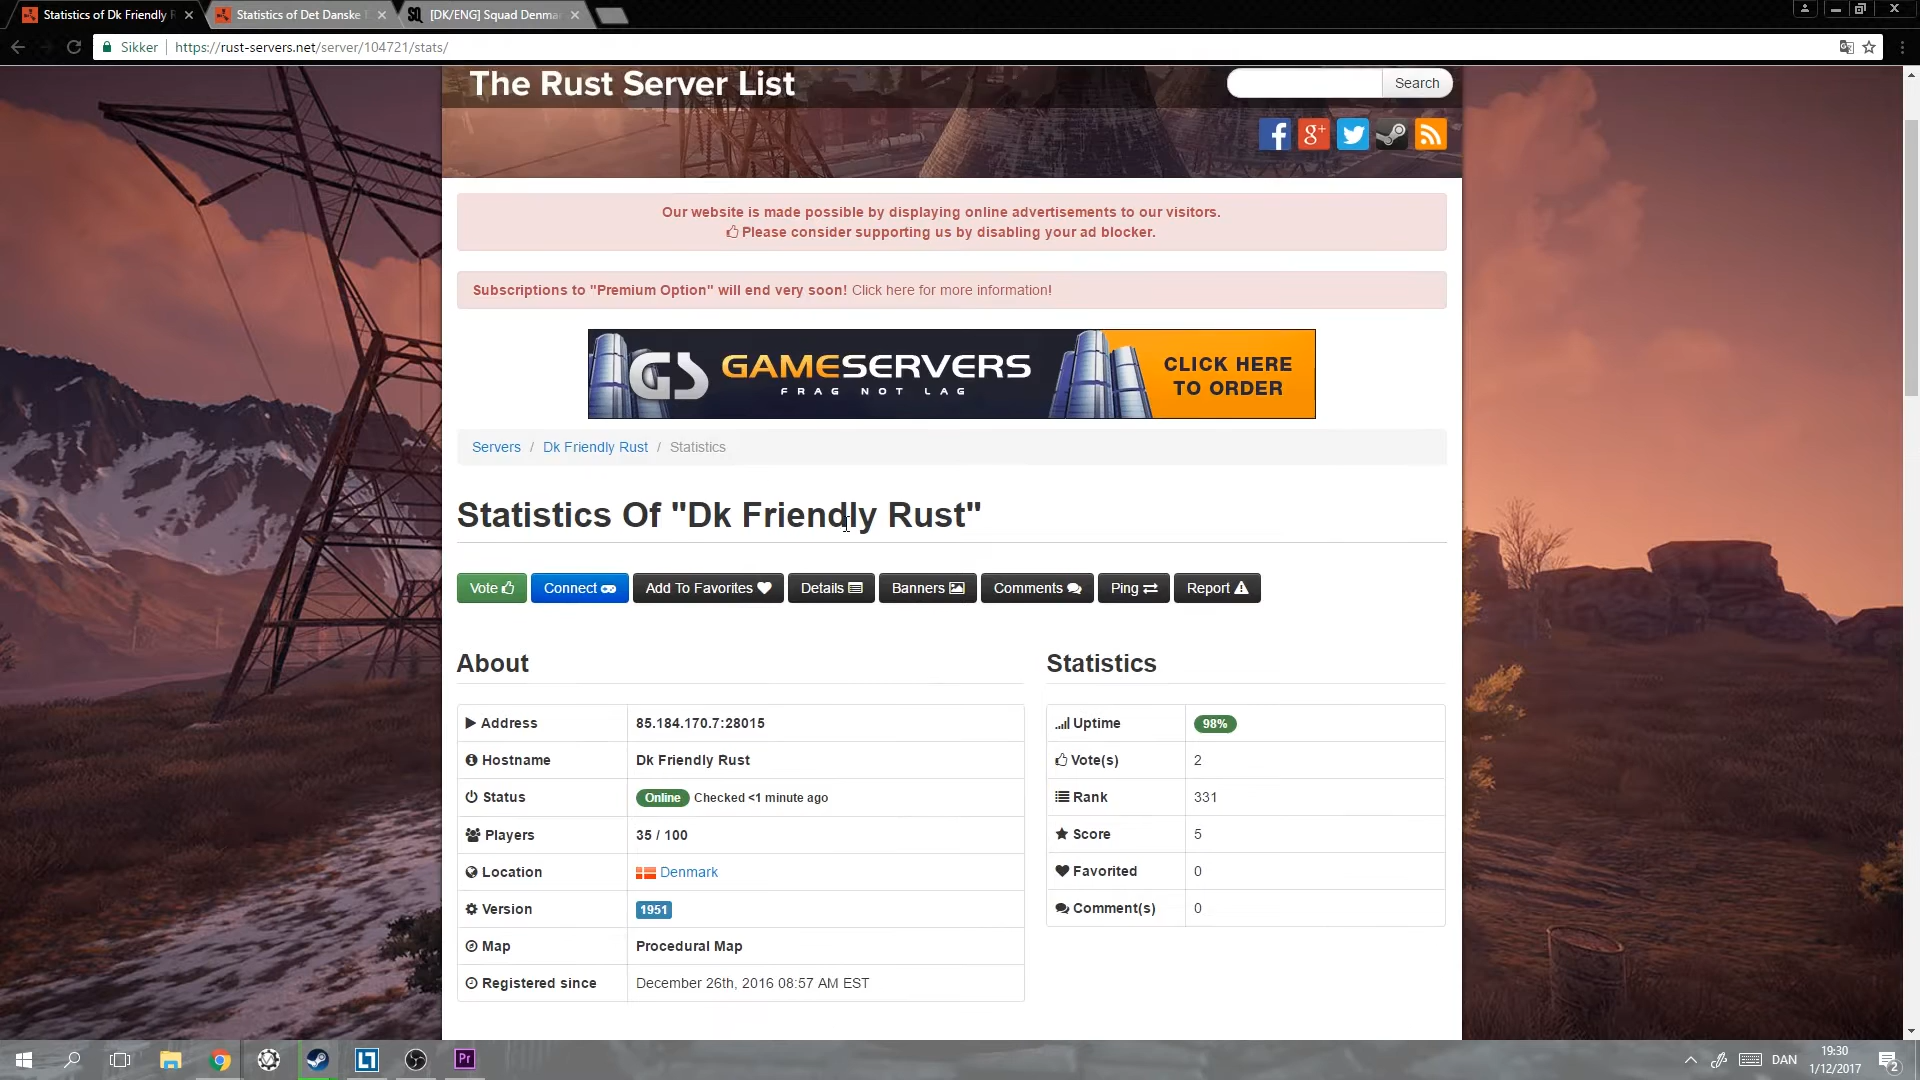 Statistics of Dk Friendly R
Statistics of Det Danske
[DK/ENG] Squad Denma
Sikker
https://rust-servers.net/server/104721/stats/
The Rust Server List
Search
Our website is made possible by displaying online advertisements to our visitors.
Please consider supporting us by disabling your ad blocker.
Subscriptions to "Premium Option" will end very soon! Click here for more information!
GS GAMESERVERS
FRAG NOT LAG
CLICK HERE
TO ORDER
Servers / Dk Friendly Rust / Statistics
Statistics Of "Dk Friendly Rust"
Vote Connect Add To Favorites Details Banners Comments Ping Report
About
Address 85.184.170.7:28015
Hostname Dk Friendly Rust
Status Online Checked <1 minute ago
Players 35 / 100
Location Denmark
Version 1951
Map Procedural Map
Registered since December 26th, 2016 08:57 AM EST
Statistics
Uptime 98%
Vote(s) 2
Rank 331
Score 5
Favorited 0
Comment(s) 0
Pr
DAN
19:30
1/12/2017
2